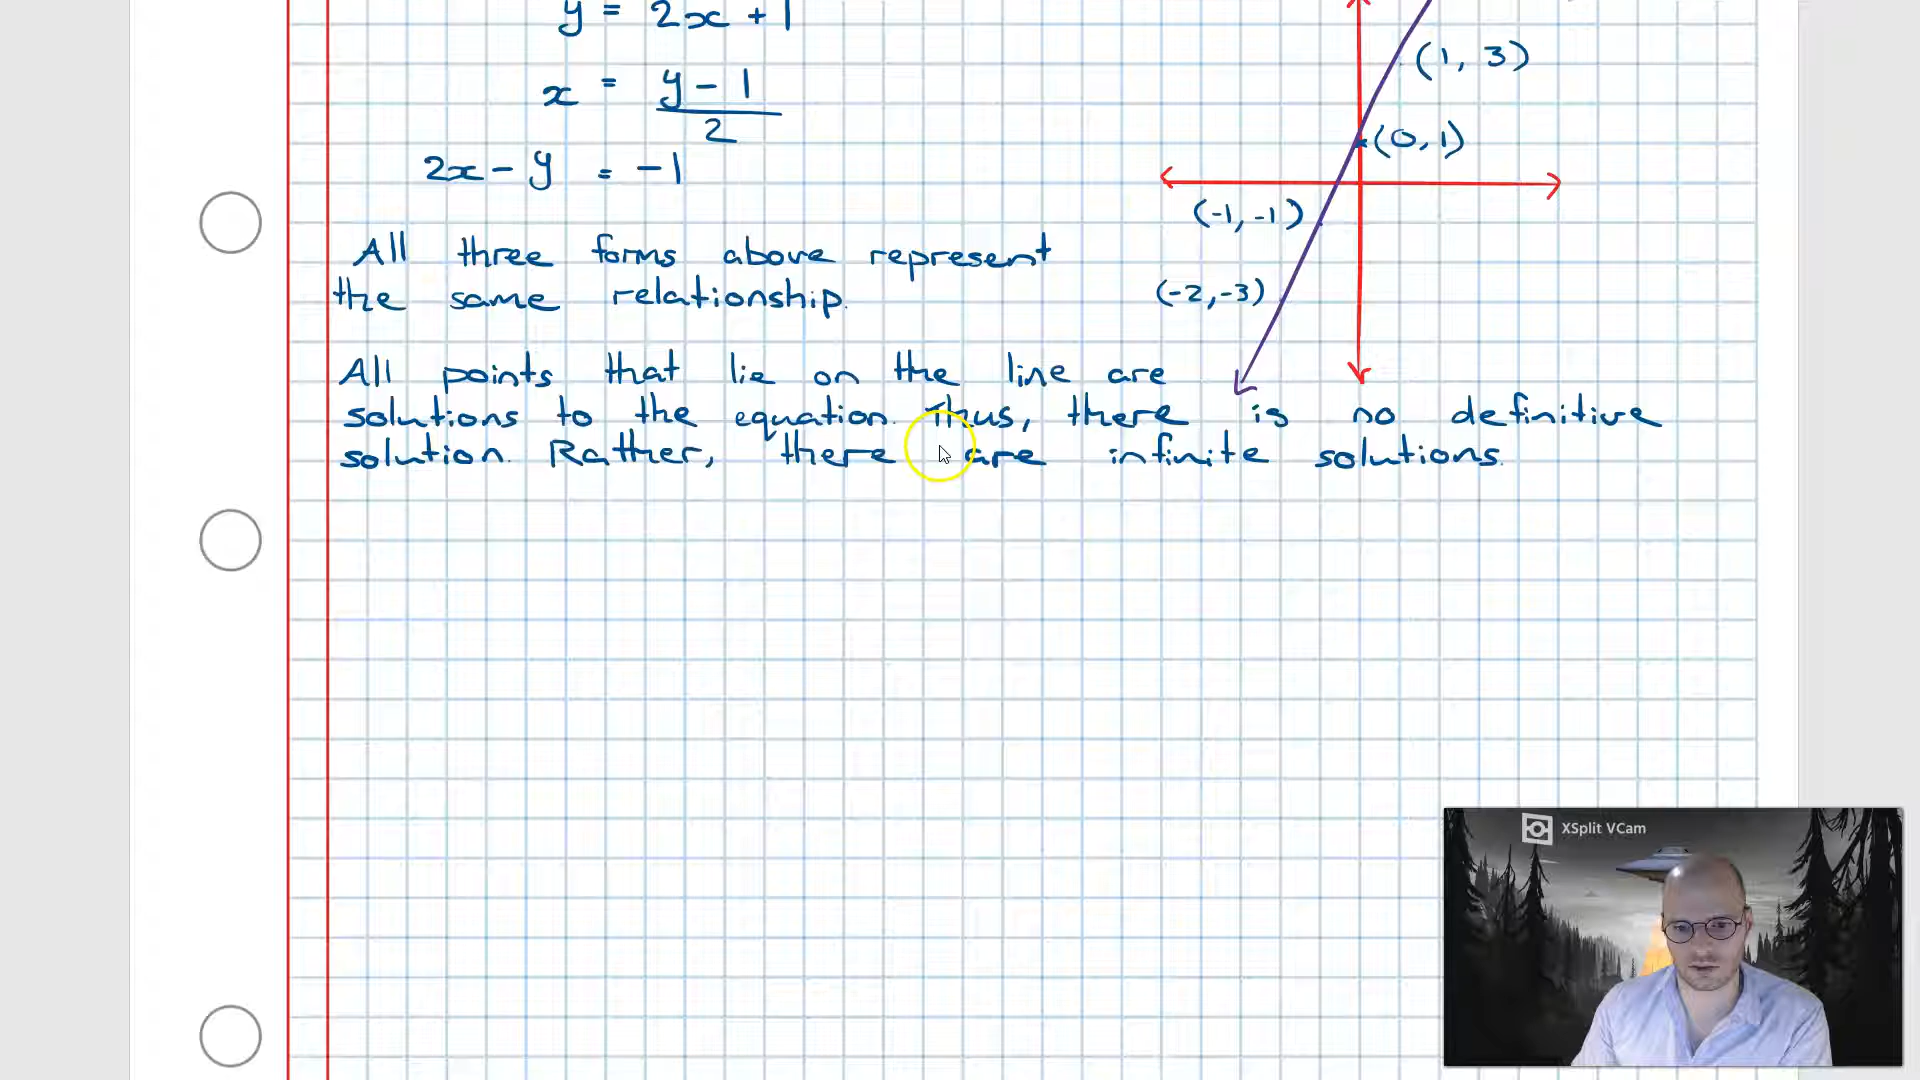 y = 2x + 1
x = y - 1
2
2x - y = -1
All three forms above represent
the same relationship.
(1, 3)
(0, 1)
(-1, -1)
(-2, -3)
All points that lie on the line are
solutions to the equation. Thus, there is no definitive
solution. Rather, there are infinite solutions.
XSplit VCam